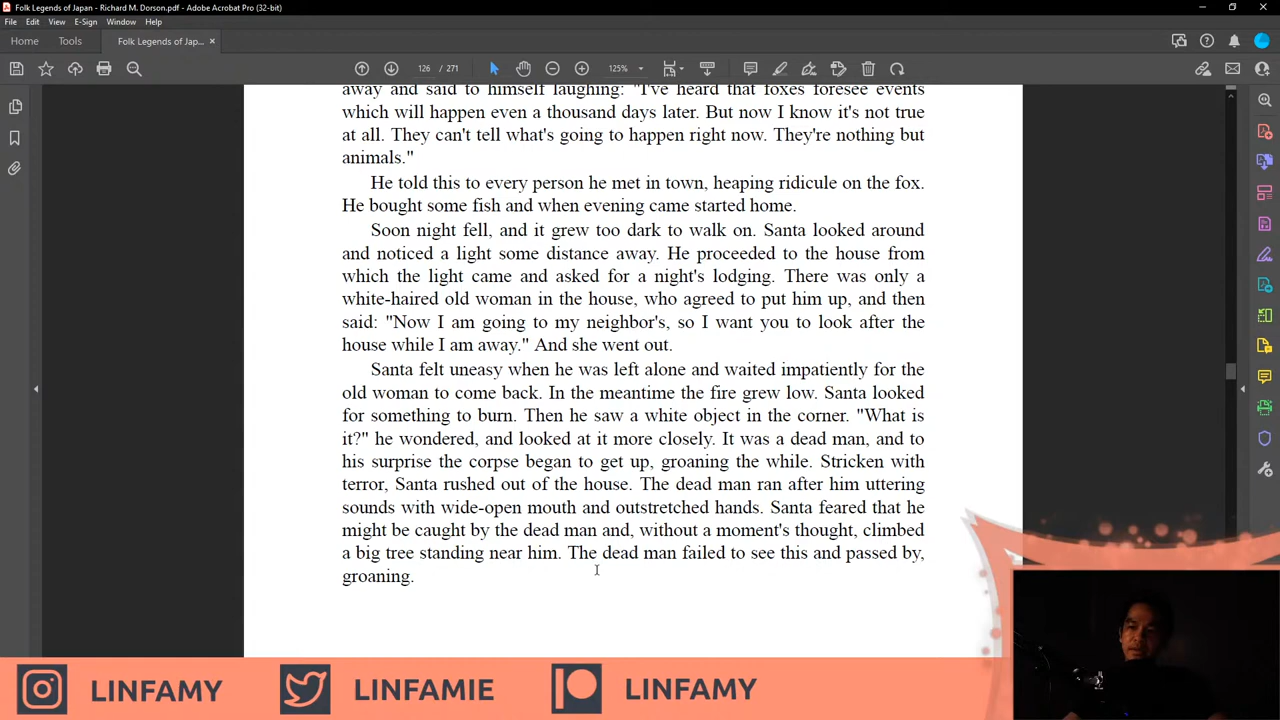 Folk Legends of Japan - Richard M. Dorson.pdf - Adobe Acrobat Pro (32-bit)
File Edit View E-Sign Window Help
Home Tools Folk Legends of Jap... ×
126 / 271 125%
away and said to himself laughing: "I've heard that foxes foresee events
which will happen even a thousand days later. But now I know it's not true
at all. They can't tell what's going to happen right now. They're nothing but
animals."
He told this to every person he met in town, heaping ridicule on the fox.
He bought some fish and when evening came started home.
Soon night fell, and it grew too dark to walk on. Santa looked around
and noticed a light some distance away. He proceeded to the house from
which the light came and asked for a night's lodging. There was only a
white-haired old woman in the house, who agreed to put him up, and then
said: "Now I am going to my neighbor's, so I want you to look after the
house while I am away." And she went out.
Santa felt uneasy when he was left alone and waited impatiently for the
old woman to come back. In the meantime the fire grew low. Santa looked
for something to burn. Then he saw a white object in the corner. "What is
it?" he wondered, and looked at it more closely. It was a dead man, and to
his surprise the corpse began to get up, groaning the while. Stricken with
terror, Santa rushed out of the house. The dead man ran after him uttering
sounds with wide-open mouth and outstretched hands. Santa feared that he
might be caught by the dead man and, without a moment's thought, climbed
a big tree standing near him. The dead man failed to see this and passed by,
groaning.
LINFAMY LINFAMIE LINFAMY